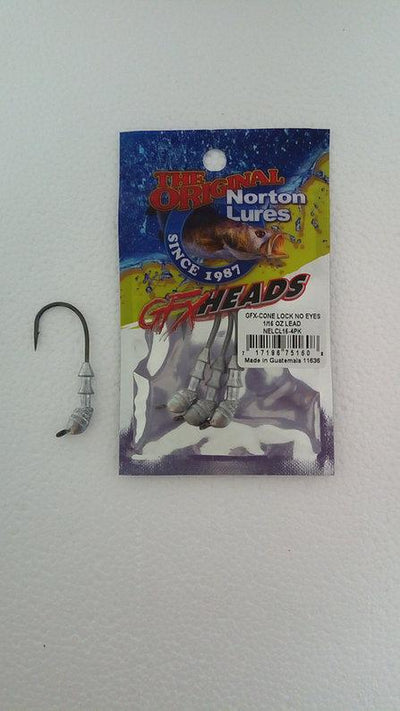 THE
ORIGINAL
Norton
Lures
SINCE 1987
GFX HEADS
GFX-CONE LOCK NO EYES
1/16 OZ LEAD
NELCL16-4PK
7 17198 75160 8
Made in Guatemala 11636